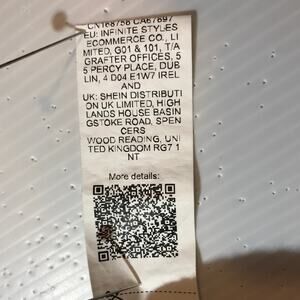 CN168758 CA67697
EU: INFINITE STYLES
ECOMMERCE CO., LI
MITED, G01 & 101, T/A
GRAFTER OFFICES, 5
5 PERCY PLACE, DUB
LIN, 4 D04 E1W7 IREL
AND
UK: SHEIN DISTRIBUTI
ON UK LIMITED, HIGH
LANDS HOUSE BASIN
GSTOKE ROAD, SPEN
CERS
WOOD READING, UNI
TED KINGDOM RG7 1
NT
More details: